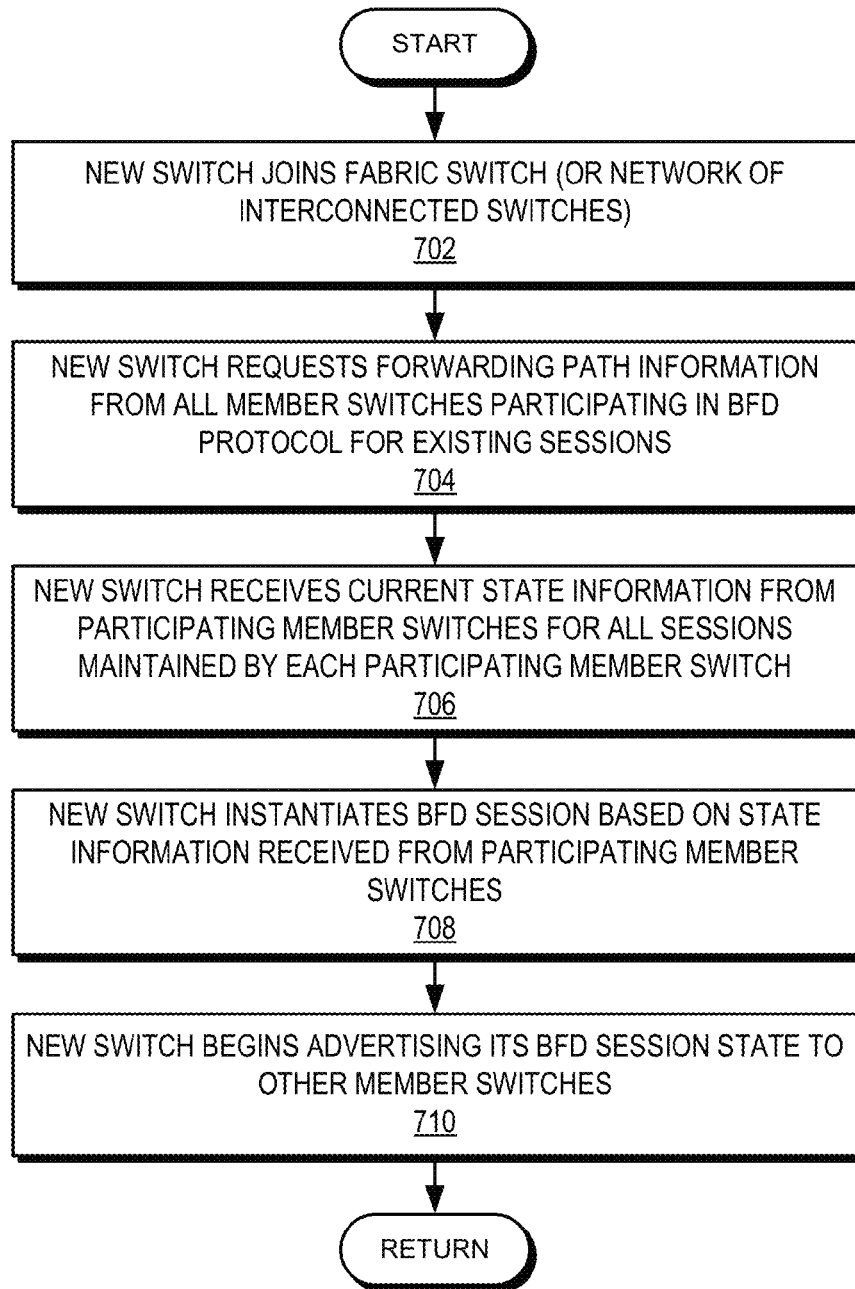 START
NEW SWITCH JOINS FABRIC SWITCH (OR NETWORK OF
INTERCONNECTED SWITCHES)
702
NEW SWITCH REQUESTS FORWARDING PATH INFORMATION
FROM ALL MEMBER SWITCHES PARTICIPATING IN BFD
PROTOCOL FOR EXISTING SESSIONS
704
NEW SWITCH RECEIVES CURRENT STATE INFORMATION FROM
PARTICIPATING MEMBER SWITCHES FOR ALL SESSIONS
MAINTAINED BY EACH PARTICIPATING MEMBER SWITCH
706
NEW SWITCH INSTANTIATES BFD SESSION BASED ON STATE
INFORMATION RECEIVED FROM PARTICIPATING MEMBER
SWITCHES
708
NEW SWITCH BEGINS ADVERTISING ITS BFD SESSION STATE TO
OTHER MEMBER SWITCHES
710
RETURN